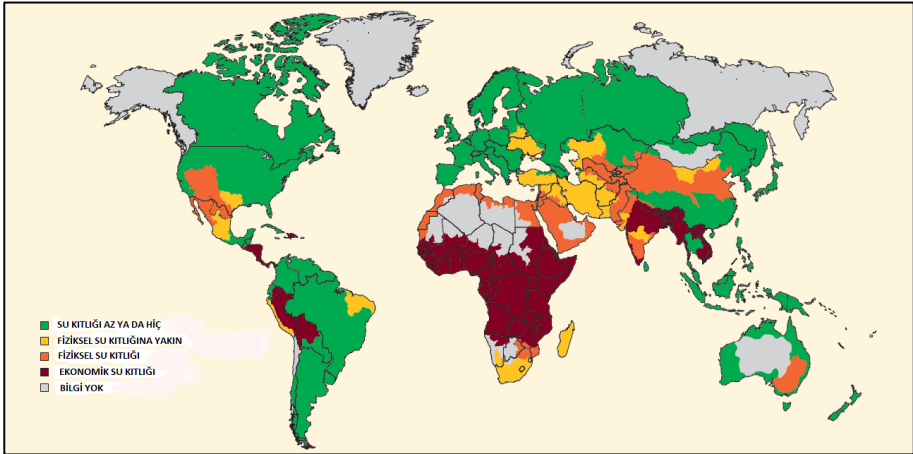 SU KITLIĞI AZ YA DA HİÇ
FİZİKSEL SU KITLIĞINA YAKIN
FİZİKSEL SU KITLIĞI
EKONOMİK SU KITLIĞI
BİLGİ YOK